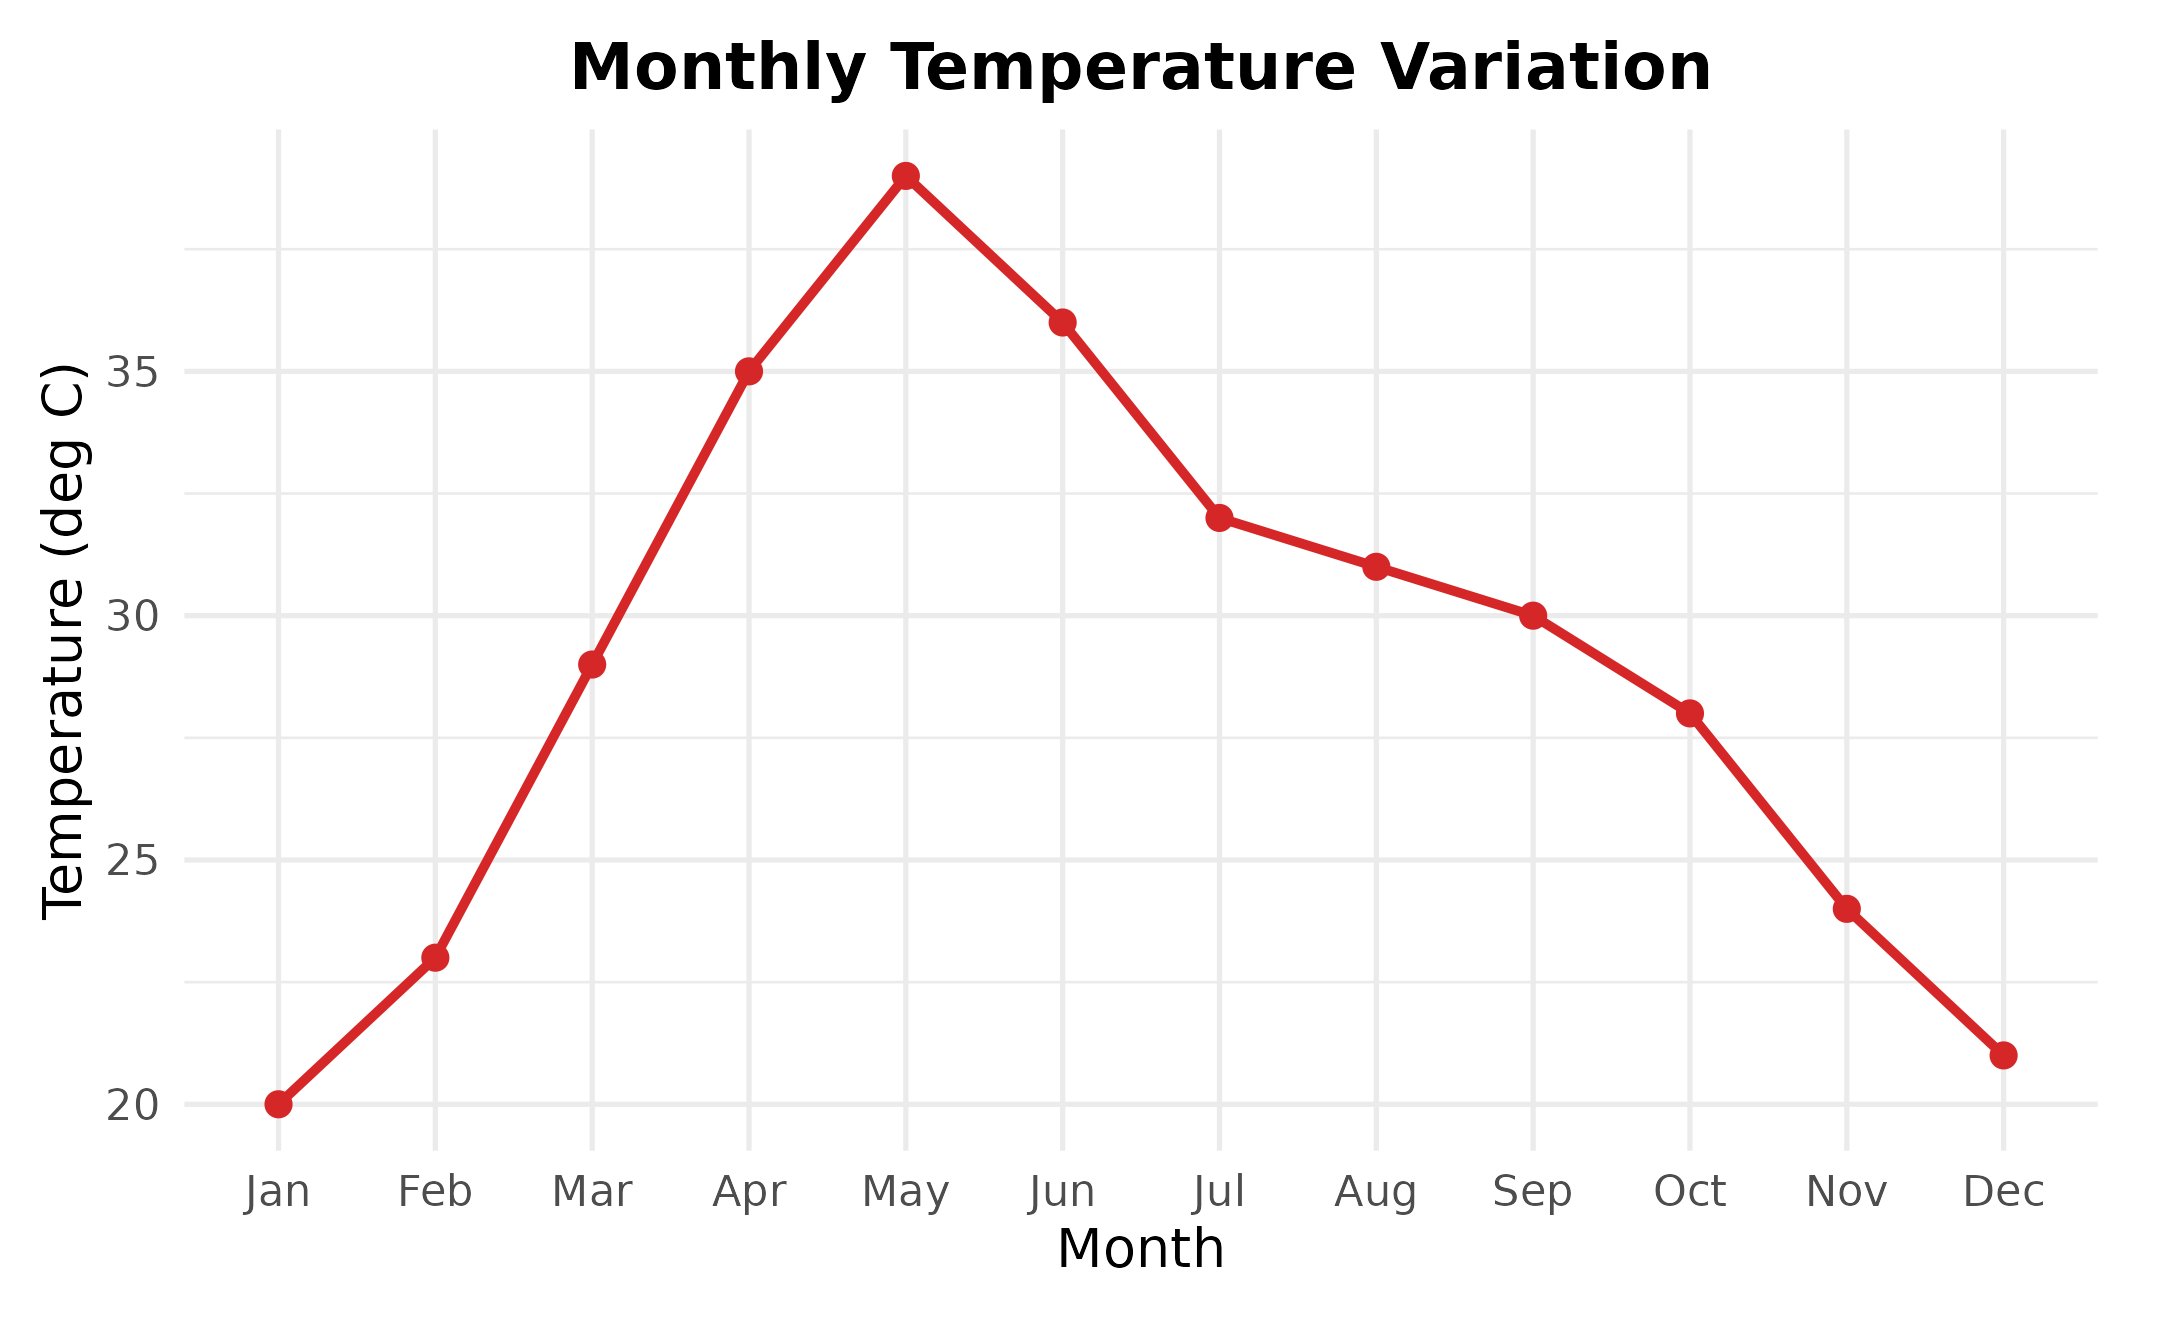 Monthly Temperature Variation
Temperature (deg C)
35
30
25
20
Jan Feb Mar Apr May Jun Jul Aug Sep Oct Nov Dec
Month